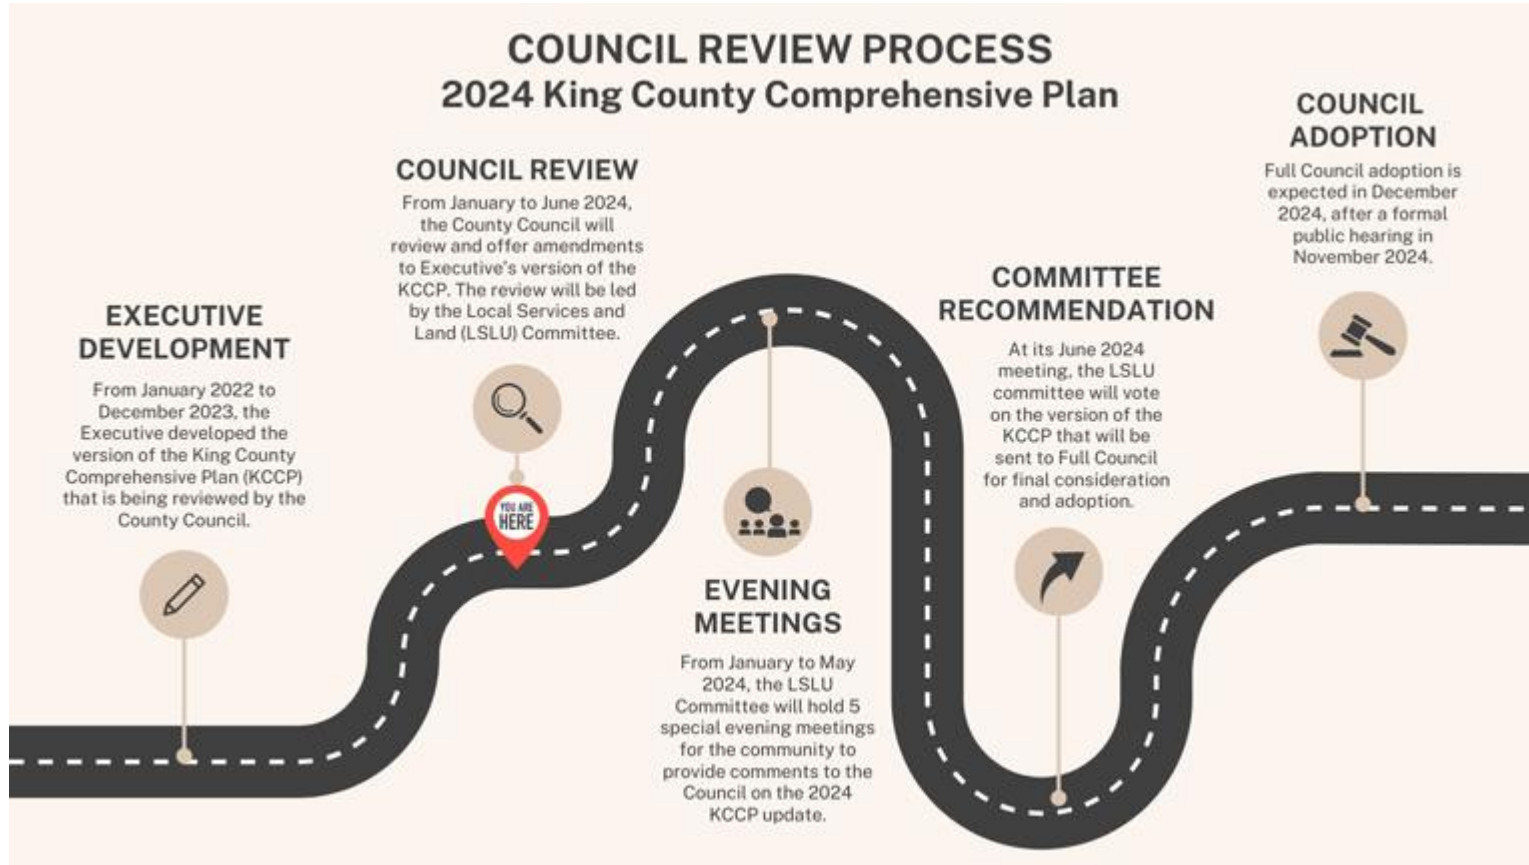 COUNCIL REVIEW PROCESS
2024 King County Comprehensive Plan
EXECUTIVE
DEVELOPMENT
From January 2022 to
December 2023, the
Executive developed the
version of the King County
Comprehensive Plan (KCCP)
that is being reviewed by the
County Council.
COUNCIL REVIEW
From January to June 2024,
the County Council will
review and offer amendments
to Executive's version of the
KCCP. The review will be led
by the Local Services and
Land (LSLU) Committee.
YOU ARE
HERE
EVENING
MEETINGS
From January to May
2024, the LSLU
Committee will hold 5
special evening meetings
for the community to
provide comments to the
Council on the 2024
KCCP update.
COMMITTEE
RECOMMENDATION
At its June 2024
meeting, the LSLU
committee will vote
on the version of the
KCCP that will be
sent to Full Council
for final consideration
and adoption.
COUNCIL
ADOPTION
Full Council adoption is
expected in December
2024, after a formal
public hearing in
November 2024.